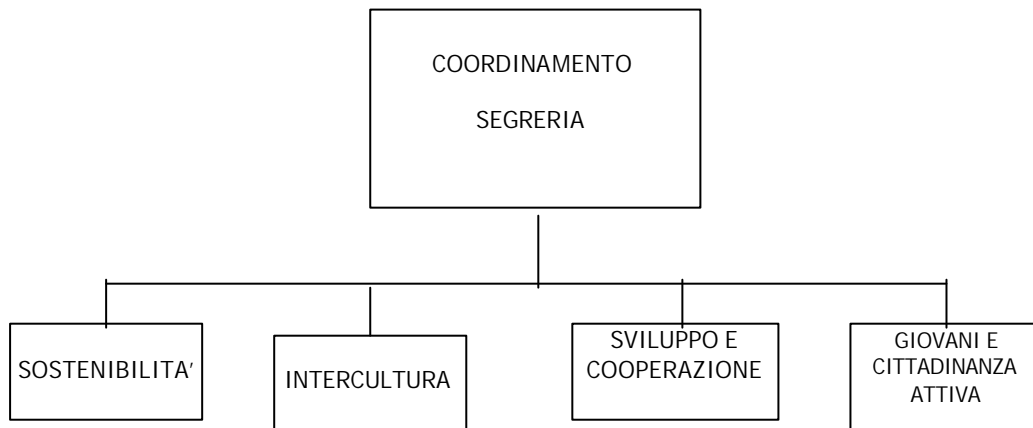 COORDINAMENTO
SEGRERIA
SOSTENIBILITA’
INTERCULTURA
SVILUPPO E
COOPERAZIONE
GIOVANI E
CITTADINANZA
ATTIVA